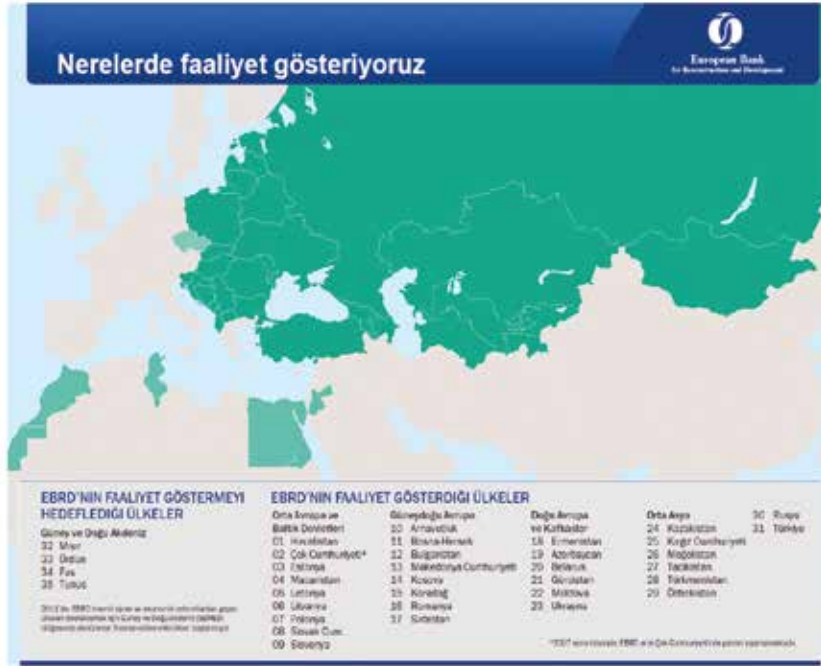 Nerelerde faaliyet gösteriyoruz
European Bank
for Reconstruction and Development
EBRD'NIN FAALIYET GÖSTERMEYI
HEDEFLEDIĞI ÜLKELER
Güney ve Doğu Akdeniz
32 Mısır
33 Ürdün
34 Fas
35 Tunus
EBRD'NIN FAALIYET GÖSTERDIĞI ÜLKELER
Orta Avrupa ve
Baltık Devletleri
01 Hırvatistan
02 Çek Cumhuriyeti*
03 Estonya
04 Macaristan
05 Letonya
06 Litvanya
07 Polonya
08 Slovak Cum.
09 Slovenya
Güneydoğu Avrupa
10 Arnavutluk
11 Bosna-Hersek
12 Bulgaristan
13 Makedonya Cumhuriyeti
14 Kosova
15 Karadağ
16 Romanya
17 Sırbistan
Doğu Avrupa
ve Kafkaslar
18 Ermenistan
19 Azerbaycan
20 Belarus
21 Gürcistan
22 Moldova
23 Ukrayna
Orta Asya
24 Kazakistan
25 Kırgız Cumhuriyeti
26 Moğolistan
27 Tacikistan
28 Türkmenistan
29 Özbekistan
30 Rusya
31 Türkiye